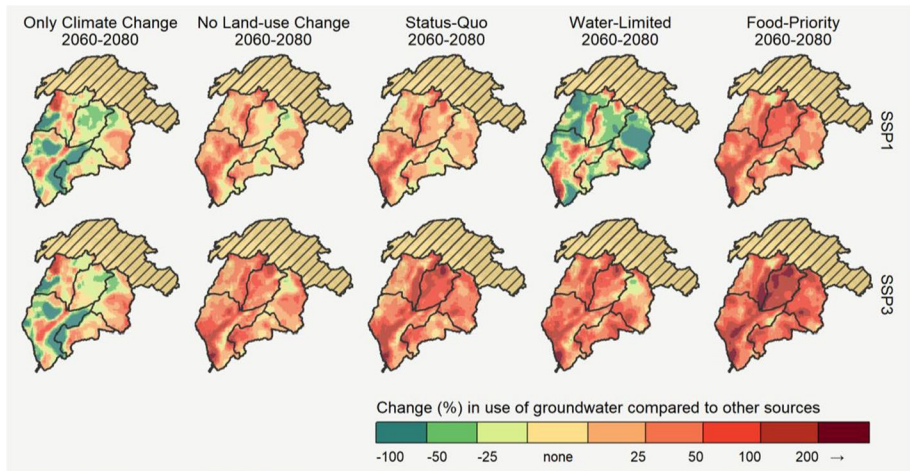 Only Climate Change
2060-2080
No Land-use Change
2060-2080
Status-Quo
2060-2080
Water-Limited
2060-2080
Food-Priority
2060-2080
SSP1
SSP3
Change (%) in use of groundwater compared to other sources
-100 -50 -25 none 25 50 100 200 →